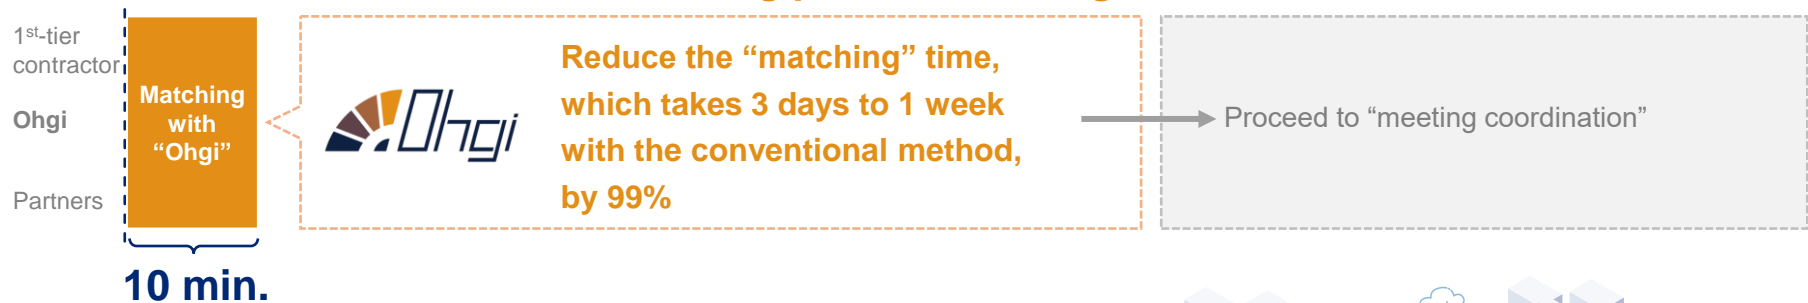 1st-tier
contractor
Ohgi
Partners
Matching
with
“Ohgi”
10 min.
Ohgi
Reduce the “matching” time,
which takes 3 days to 1 week
with the conventional method,
by 99%
Proceed to “meeting coordination”